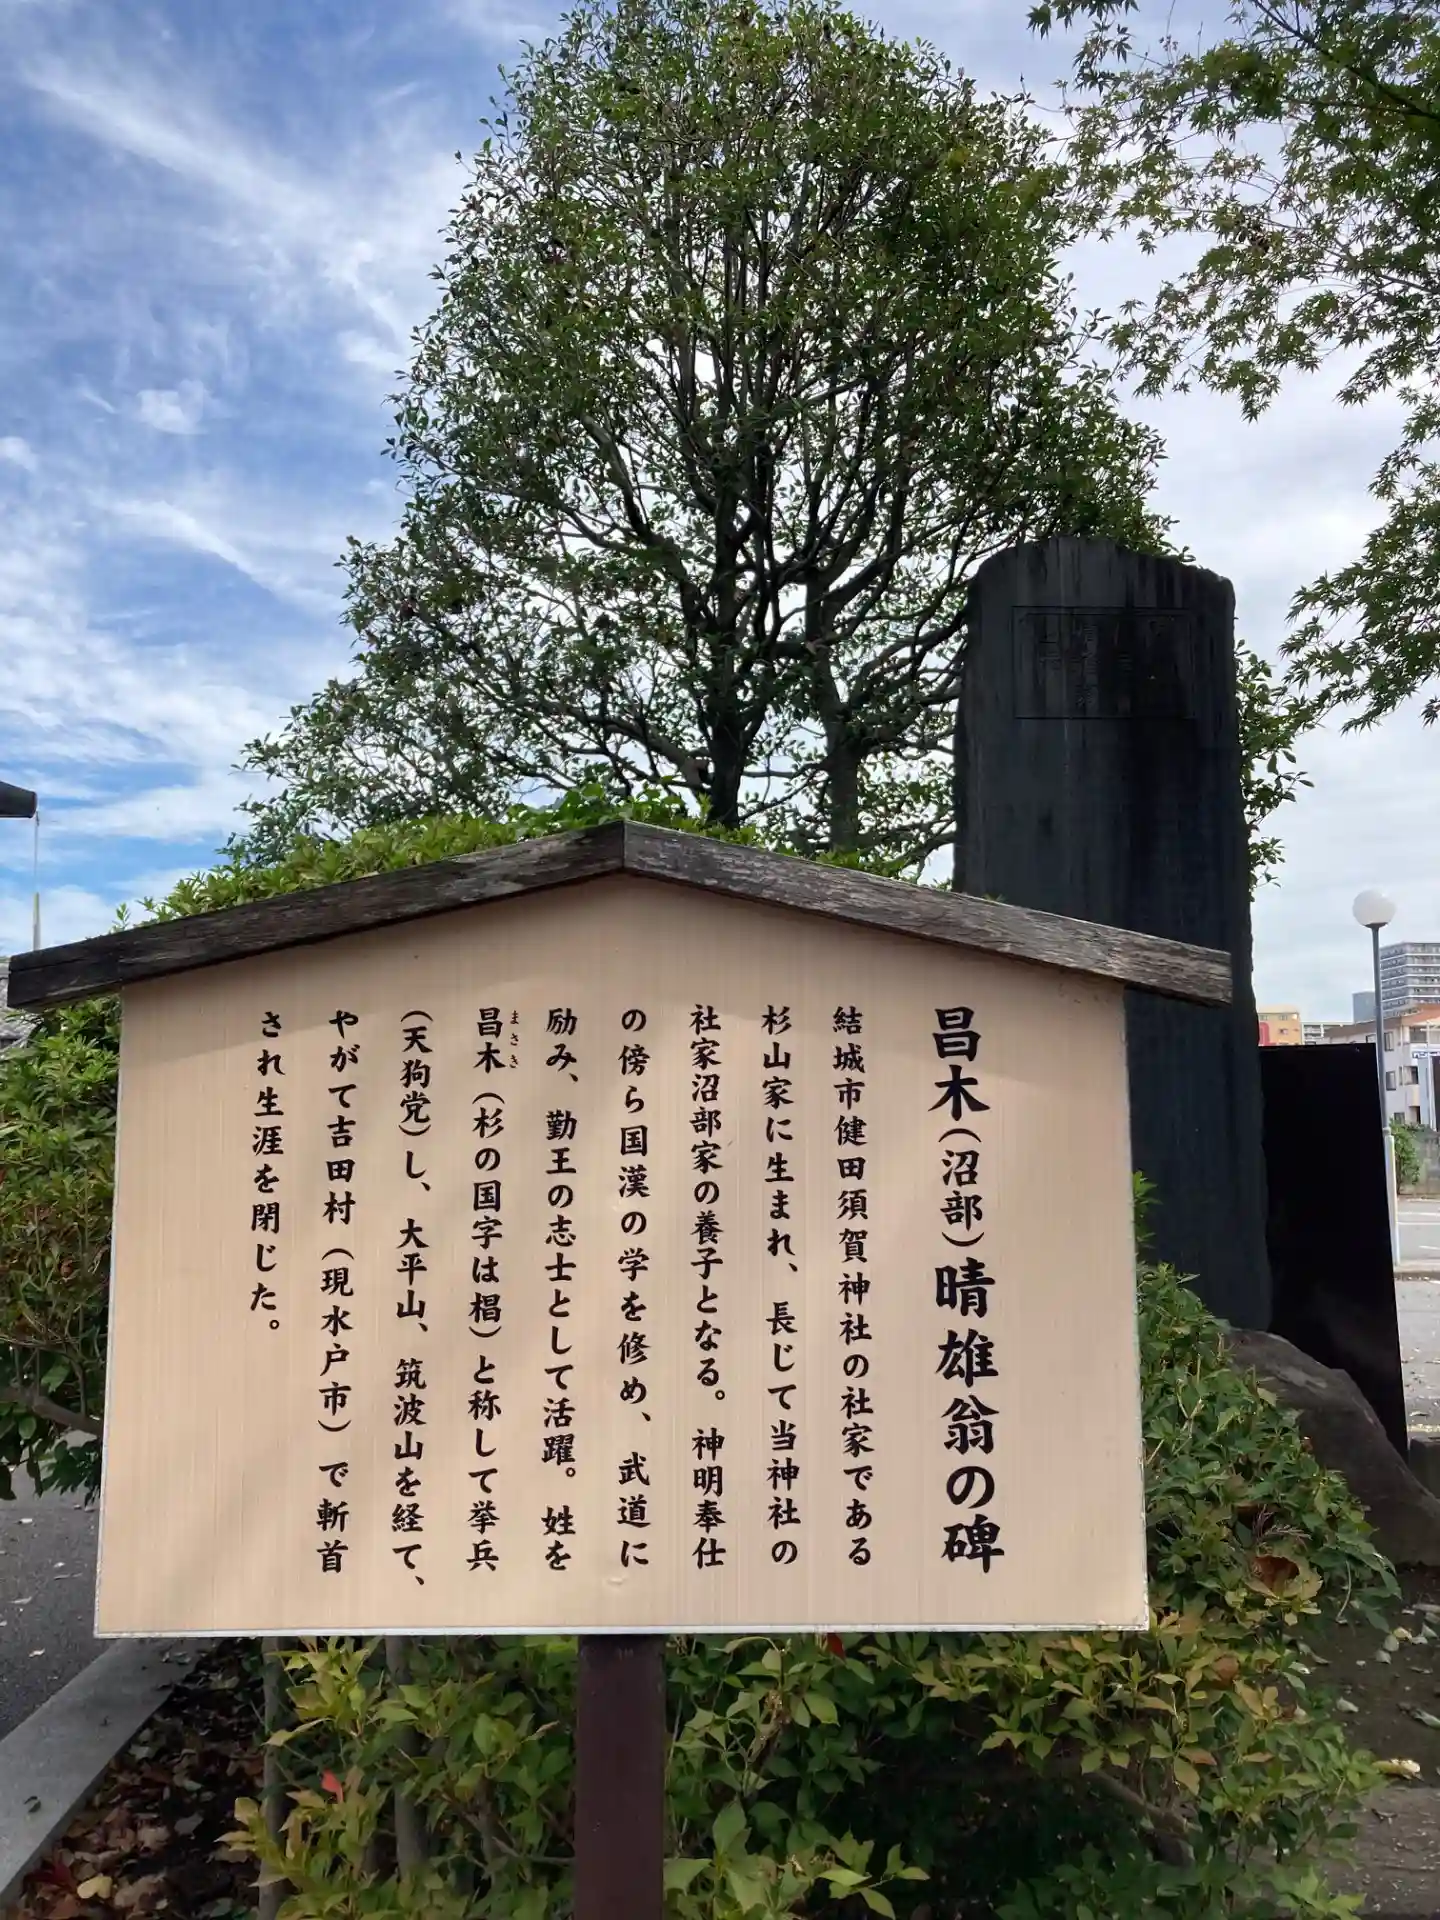 昌木(沼部)晴雄翁の碑
結城市健田須賀神社の社家である
杉山家に生まれ、長じて当神社の
社家沼部家の養子となる。神明奉仕
の傍ら国漢の学を修め、武道に
励み、勤王の志士として活躍。姓を
昌木(杉の国字は椙)と称して挙兵
まさき
(天狗党)し、大平山、筑波山を経て、
やがて吉田村(現水戸市)で斬首
され生涯を閉じた。